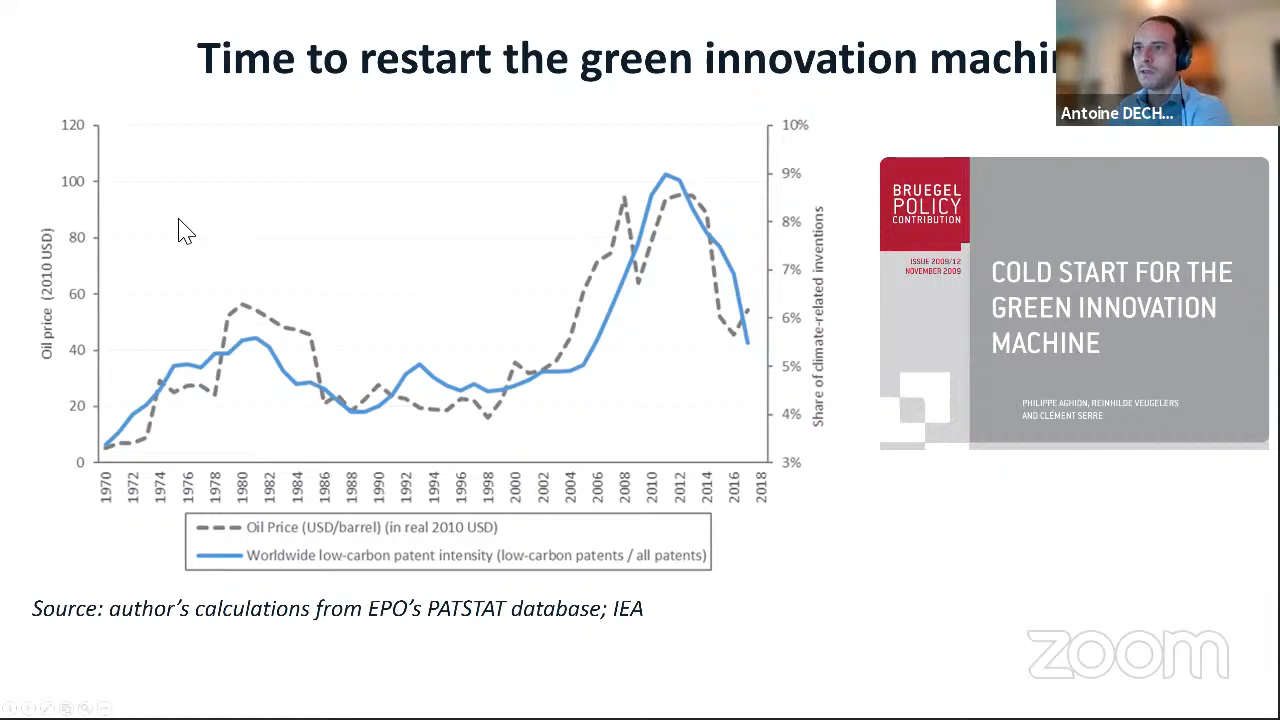 Time to restart the green innovation machin
Antoine DECH...
120
100
80
60
40
20
0
Oil price (2010 USD)
10%
9%
8%
7%
6%
5%
4%
3%
Share of climate-related inventions
1970
1972
1974
1976
1978
1980
1982
1984
1986
1988
1990
1992
1994
1996
1998
2000
2002
2004
2006
2008
2010
2012
2014
2016
2018
Oil Price (USD/barrel) (in real 2010 USD)
Worldwide low-carbon patent intensity (low-carbon patents / all patents)
Source: author's calculations from EPO's PATSTAT database; IEA
BRUEGEL
POLICY
CONTRIBUTION
ISSUE 2009/12
NOVEMBER 2009
COLD START FOR THE
GREEN INNOVATION
MACHINE
PHILIPPE AGHION, REINHILDE VEUGELERS
AND CLÉMENT SERRE
zoom